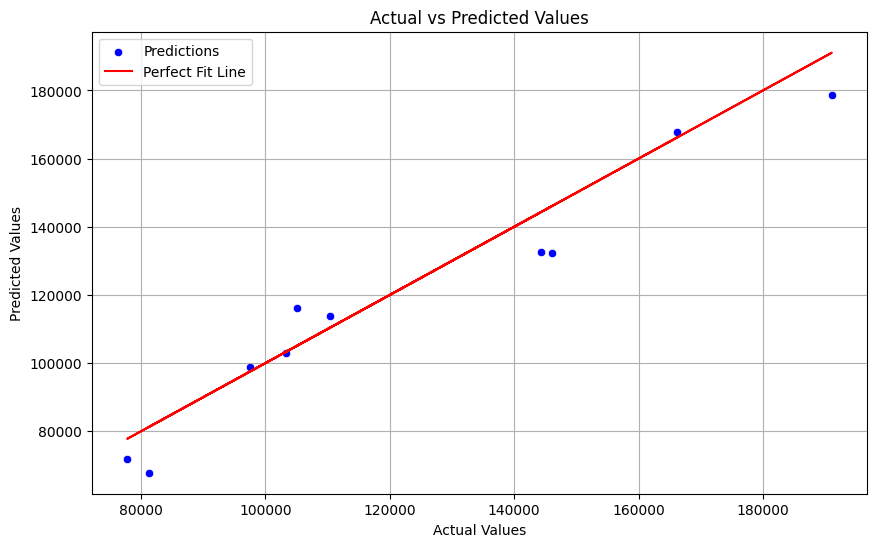 Actual vs Predicted Values
Predictions
Perfect Fit Line
Predicted Values
180000
160000
140000
120000
100000
80000
80000 100000 120000 140000 160000 180000
Actual Values